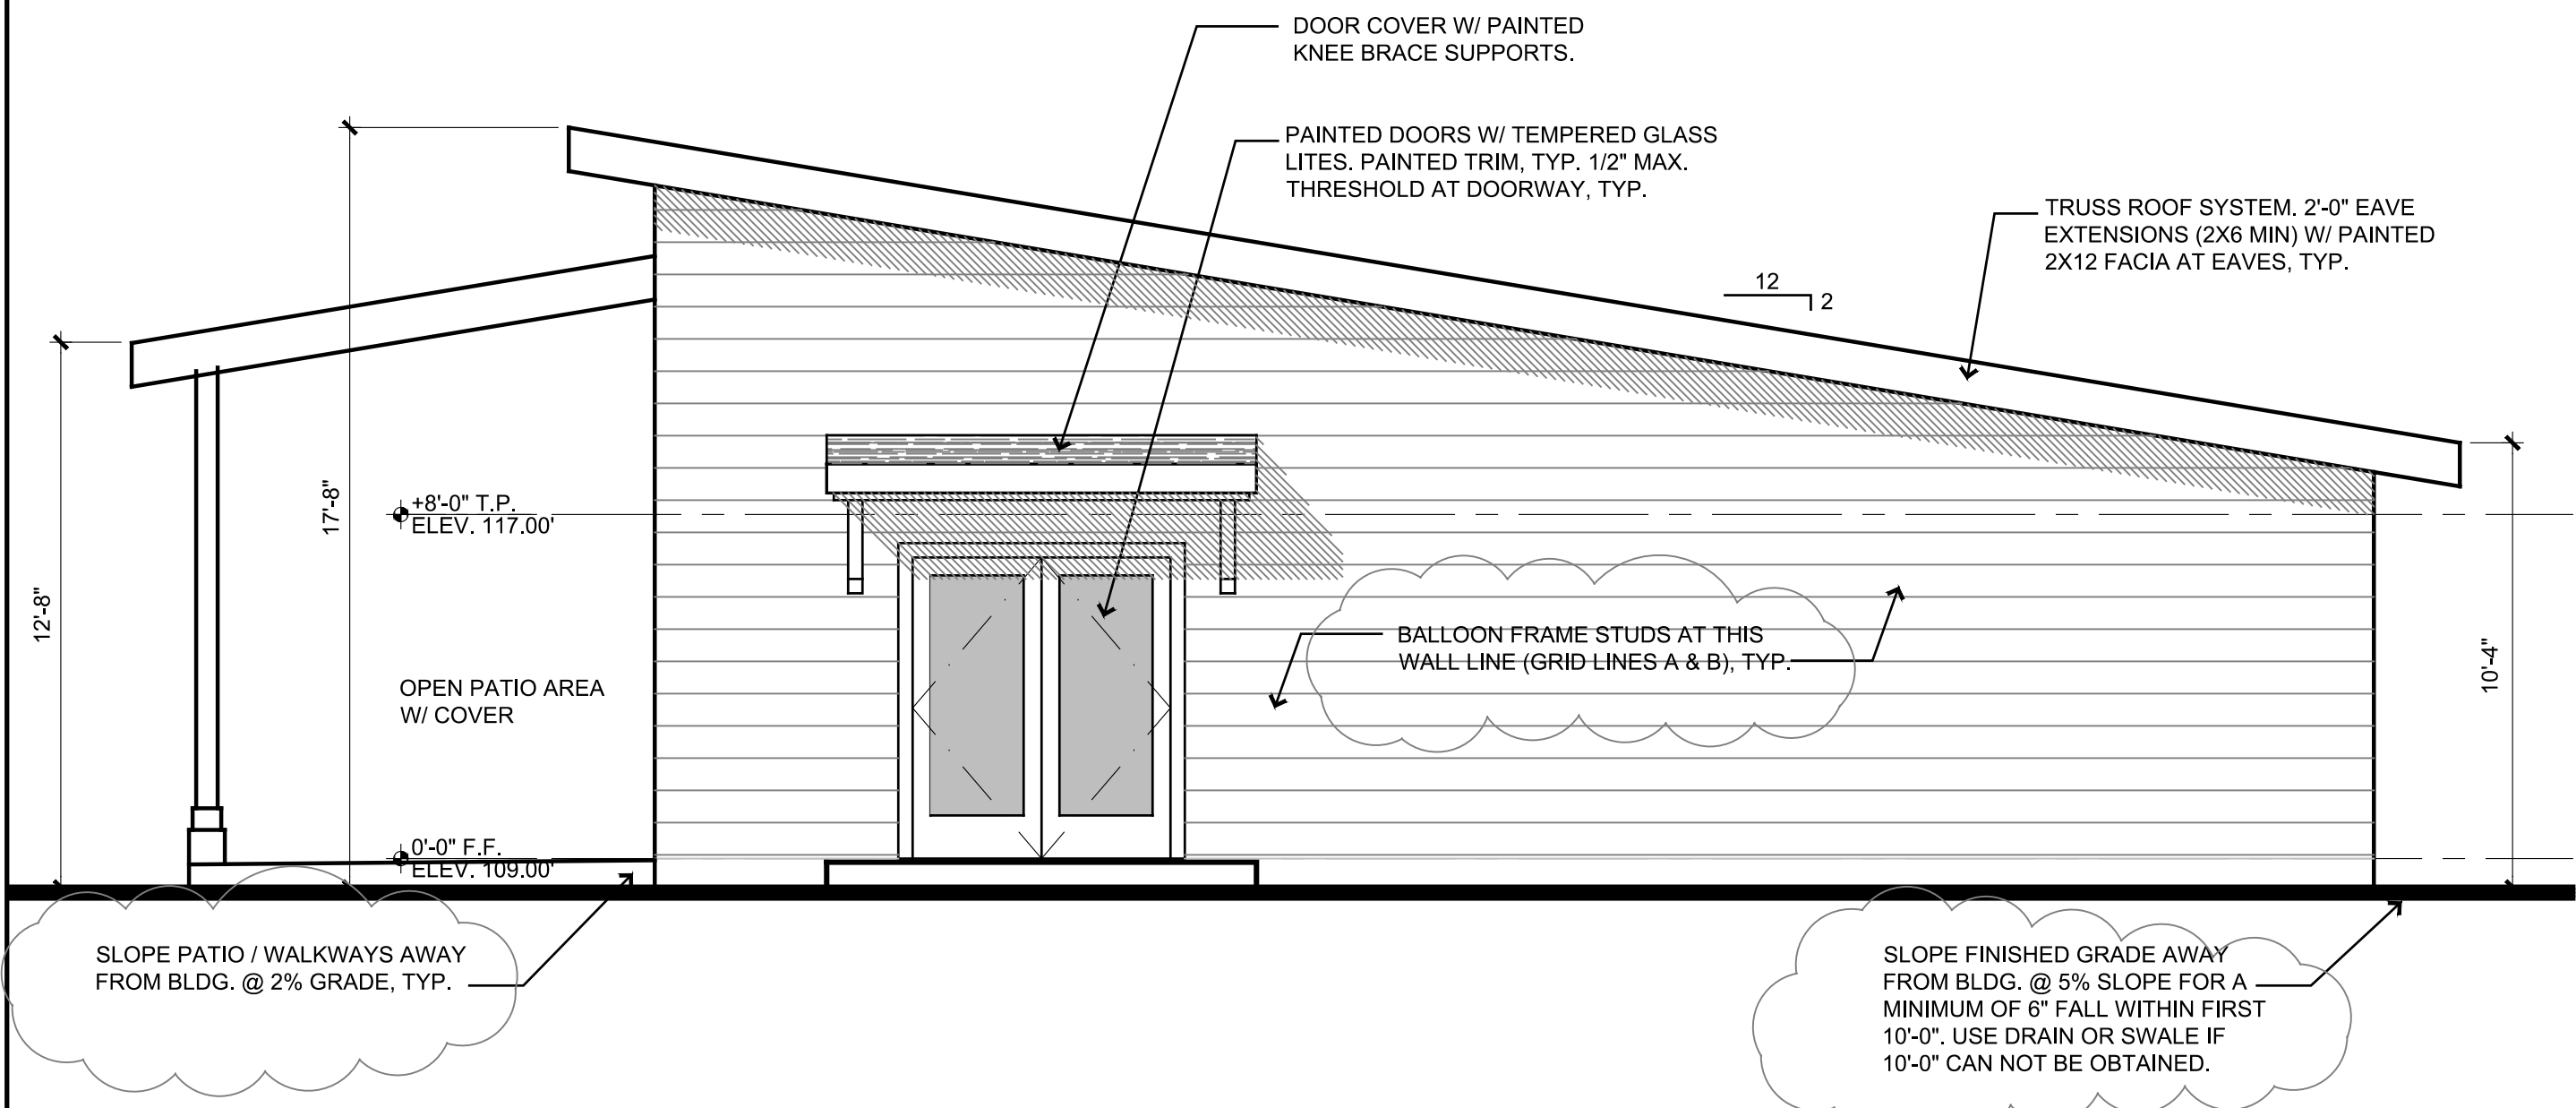 DOOR COVER W/ PAINTED
KNEE BRACE SUPPORTS.
PAINTED DOORS W/ TEMPERED GLASS
LITES. PAINTED TRIM, TYP. 1/2" MAX.
THRESHOLD AT DOORWAY, TYP.
TRUSS ROOF SYSTEM. 2'-0" EAVE
EXTENSIONS (2X6 MIN) W/ PAINTED
2X12 FACIA AT EAVES, TYP.
12
2
17'-8"
12'-8"
10'-4"
+8'-0" T.P.
ELEV. 117.00'
BALLOON FRAME STUDS AT THIS
WALL LINE (GRID LINES A & B), TYP.
OPEN PATIO AREA
W/ COVER
0'-0" F.F.
ELEV. 109.00'
SLOPE PATIO / WALKWAYS AWAY
FROM BLDG. @ 2% GRADE, TYP.
SLOPE FINISHED GRADE AWAY
FROM BLDG. @ 5% SLOPE FOR A
MINIMUM OF 6" FALL WITHIN FIRST
10'-0". USE DRAIN OR SWALE IF
10'-0" CAN NOT BE OBTAINED.